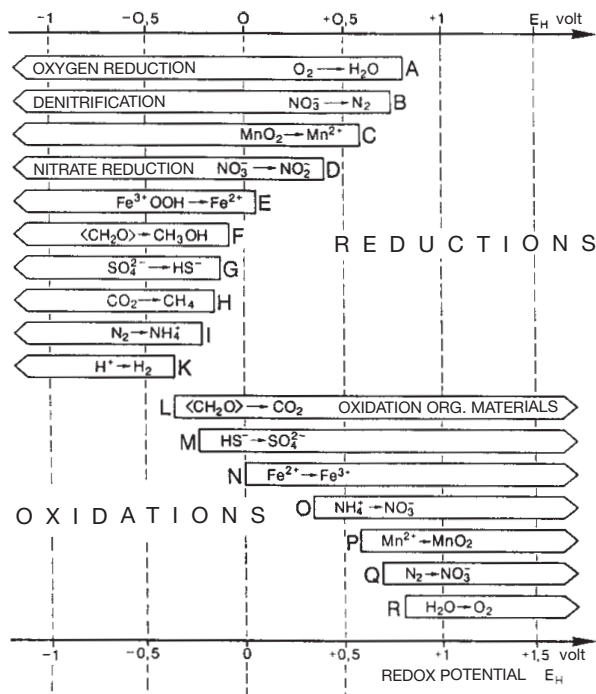 -1 -0,5 0 +0,5 +1 E_H volt
OXYGEN REDUCTION O₂ → H₂O A
DENITRIFICATION NO₃⁻ → N₂ B
MnO₂ → Mn²⁺ C
NITRATE REDUCTION NO₃⁻ → NO₂⁻ D
Fe³⁺ OOH → Fe²⁺ E
⟨CH₂O⟩ → CH₃OH F
REDUCTIONS
SO₄²⁻ → HS⁻ G
CO₂ → CH₄ H
N₂ → NH₄⁺ I
H⁺ → H₂ K
L ⟨CH₂O⟩ → CO₂ OXIDATION ORG. MATERIALS
M HS⁻ → SO₄²⁻
N Fe²⁺ → Fe³⁺
O NH₄⁺ → NO₃⁻
OXIDATIONS
P Mn²⁺ → MnO₂
Q N₂ → NO₃⁻
R H₂O → O₂
-1 -0,5 0 +0,5 +1 +1,5 volt
REDOX POTENTIAL E_H